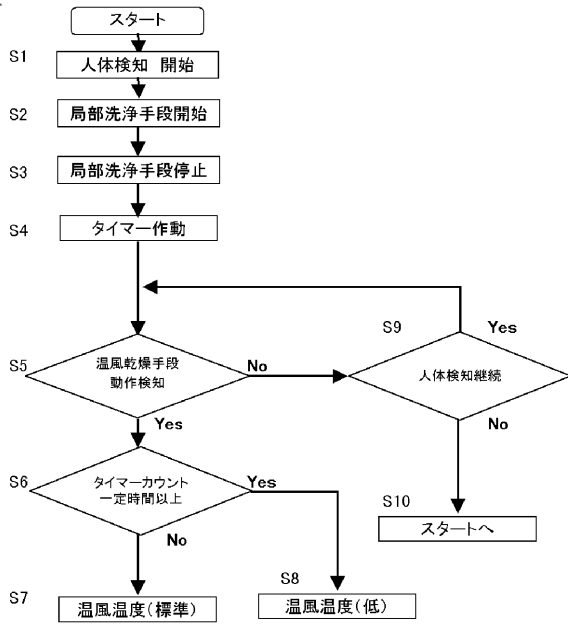 スタート
S1
人体検知 開始
S2
局部洗浄手段開始
S3
局部洗浄手段停止
S4
タイマー作動
S9
Yes
S5
温風乾燥手段
動作検知
No
人体検知継続
Yes
No
S6
タイマーカウント
一定時間以上
Yes
S10
スタートへ
No
S8
S7
温風温度(標準)
温風温度(低)